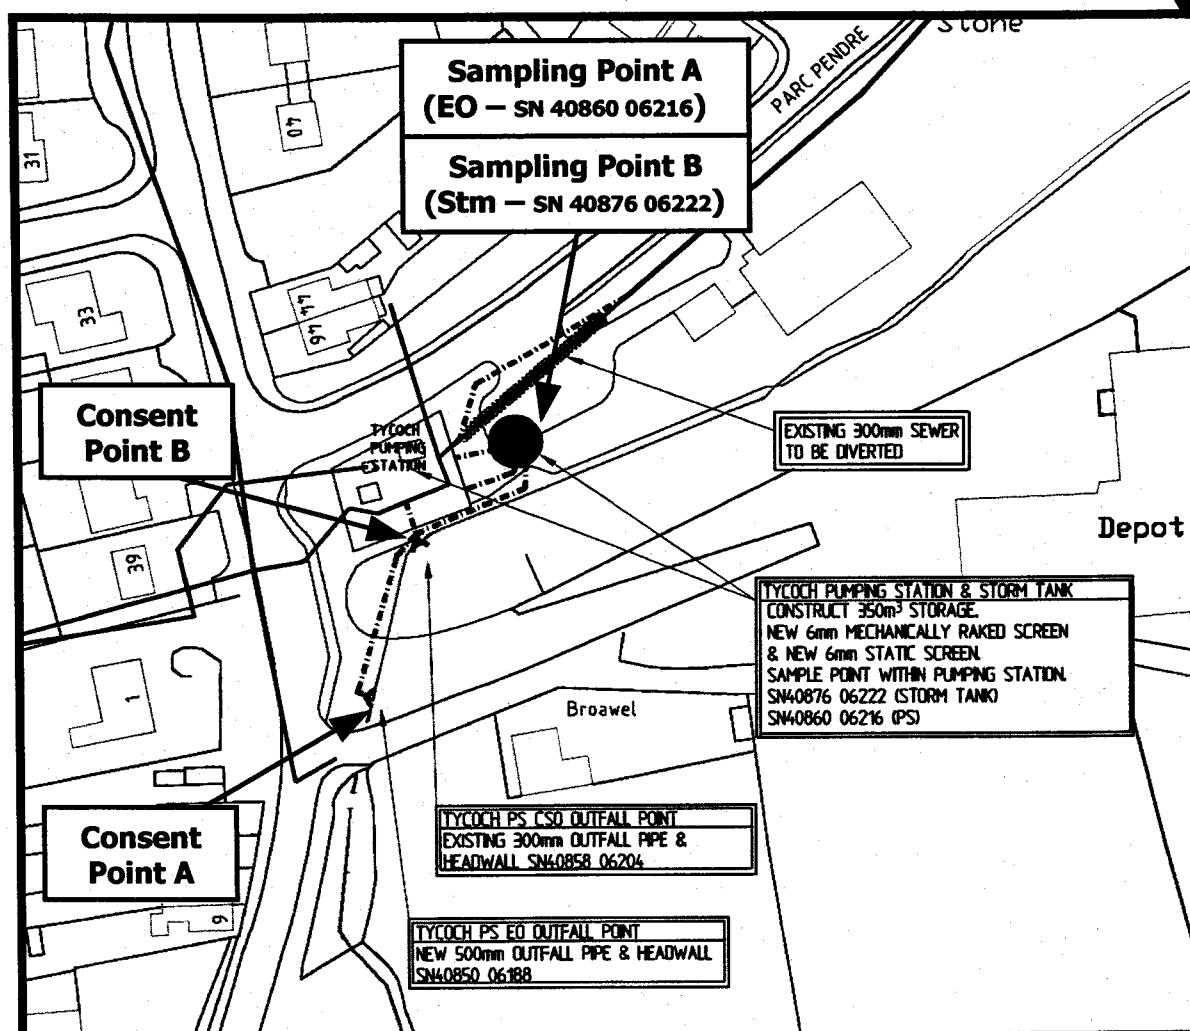 Stone
PARC PENDRE
Sampling Point A
(EO – SN 40860 06216)
Sampling Point B
(Stm – SN 40876 06222)
40
31
33
44
46
Consent
Point B
TYCOCH
PUMPING
STATION
EXISTING 300mm SEWER
TO BE DIVERTED
Depot
39
TYCOCH PUMPING STATION & STORM TANK
CONSTRUCT 350m³ STORAGE.
NEW 6mm MECHANICALLY RAKED SCREEN
& NEW 6mm STATIC SCREEN.
SAMPLE POINT WITHIN PUMPING STATION.
SN40876 06222 (STORM TANK)
SN40860 06216 (PS)
1
Broawel
Consent
Point A
TYCOCH PS CSO OUTFALL POINT
EXISTING 300mm OUTFALL PIPE &
HEADWALL SN40858 06204
9
TYCOCH PS EO OUTFALL POINT
NEW 500mm OUTFALL PIPE & HEADWALL
SN40850 06188